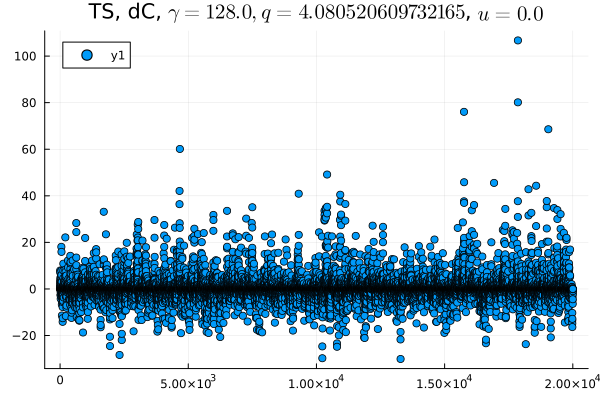 TS, dC, γ = 128.0, q = 4.080520609732165, u = 0.0
y1
100
80
60
40
20
0
−20
0 5.00×10³ 1.00×10⁴ 1.50×10⁴ 2.00×10⁴